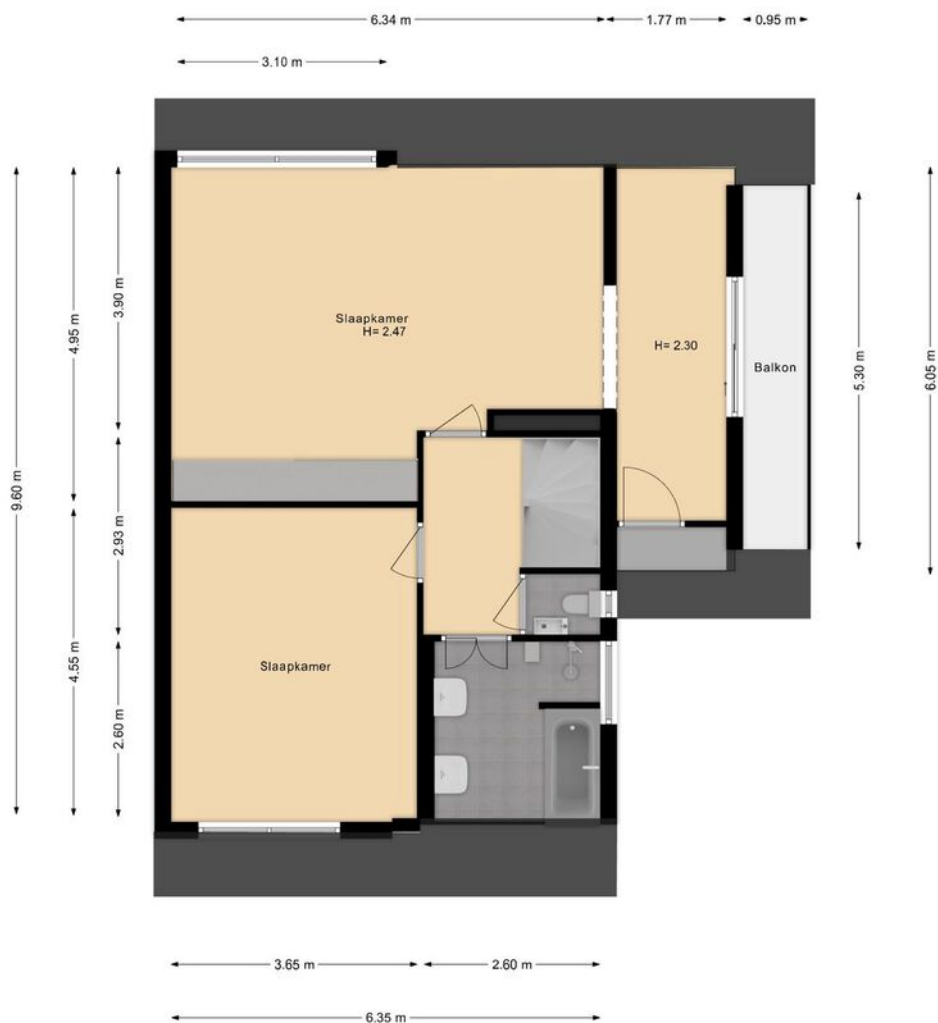 6.34 m
1.77 m
0.95 m
3.10 m
9.60 m
4.95 m
3.90 m
Slaapkamer
H= 2.47
H= 2.30
Balkon
5.30 m
6.05 m
2.93 m
4.55 m
2.60 m
Slaapkamer
3.65 m
2.60 m
6.35 m